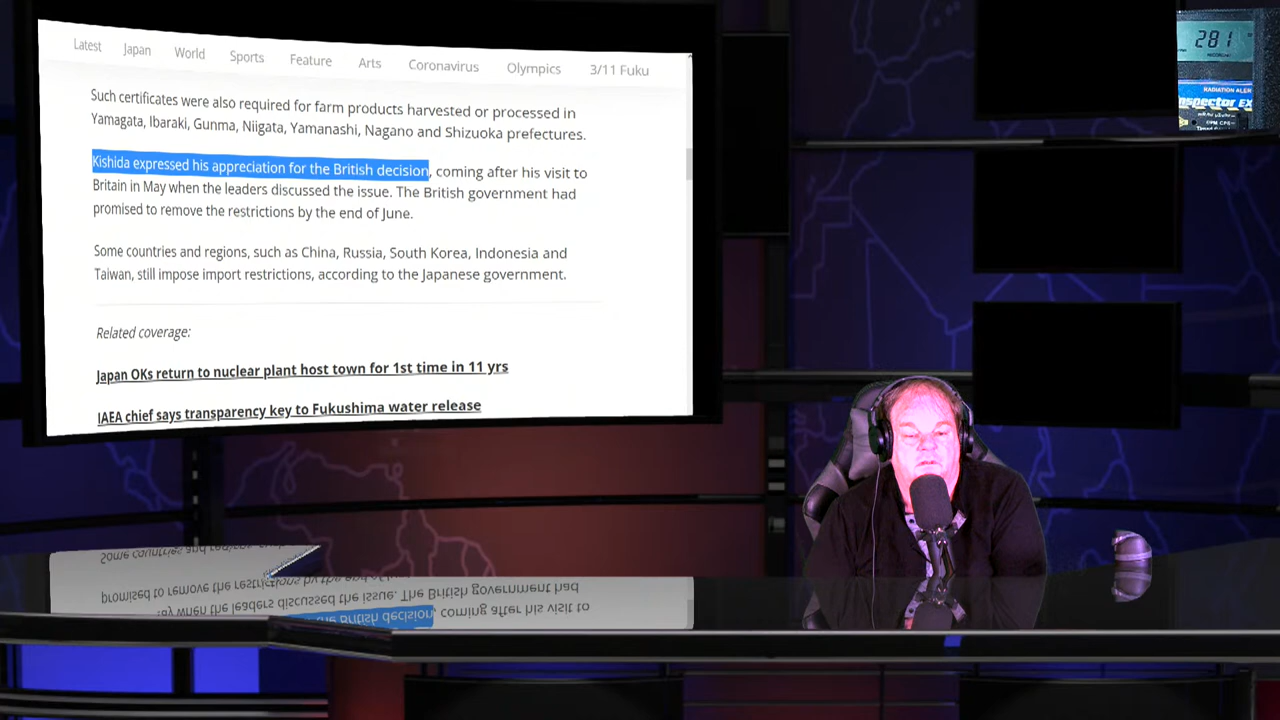 Latest Japan World Sports Feature Arts Coronavirus Olympics 3/11 Fuku
Such certificates were also required for farm products harvested or processed in
Yamagata, Ibaraki, Gunma, Niigata, Yamanashi, Nagano and Shizuoka prefectures.
Kishida expressed his appreciation for the British decision, coming after his visit to
Britain in May when the leaders discussed the issue. The British government had
promised to remove the restrictions by the end of June.
Some countries and regions, such as China, Russia, South Korea, Indonesia and
Taiwan, still impose import restrictions, according to the Japanese government.
Related coverage:
Japan OKs return to nuclear plant host town for 1st time in 11 yrs
IAEA chief says transparency key to Fukushima water release
281
RADIATION ALER
nspector EX